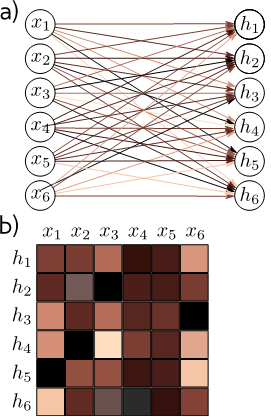 a)
x₁ h₁
x₂ h₂
x₃ h₃
x₄ h₄
x₅ h₅
x₆ h₆
b)
x₁ x₂ x₃ x₄ x₅ x₆
h₁
h₂
h₃
h₄
h₅
h₆